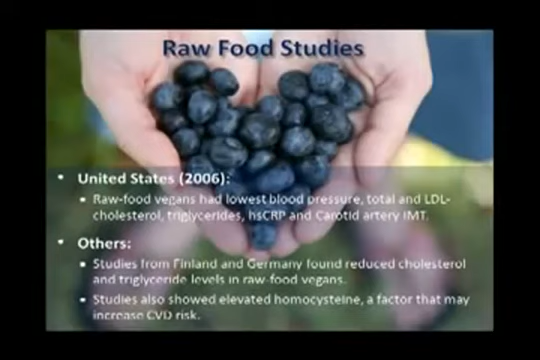 Raw Food Studies
• United States (2006):
▪ Raw-food vegans had lowest blood pressure, total and LDL-
cholesterol, triglycerides, hsCRP and Carotid artery IMT.
• Others:
▪ Studies from Finland and Germany found reduced cholesterol
and triglyceride levels in raw-food vegans.
▪ Studies also showed elevated homocysteine, a factor that may
increase CVD risk.